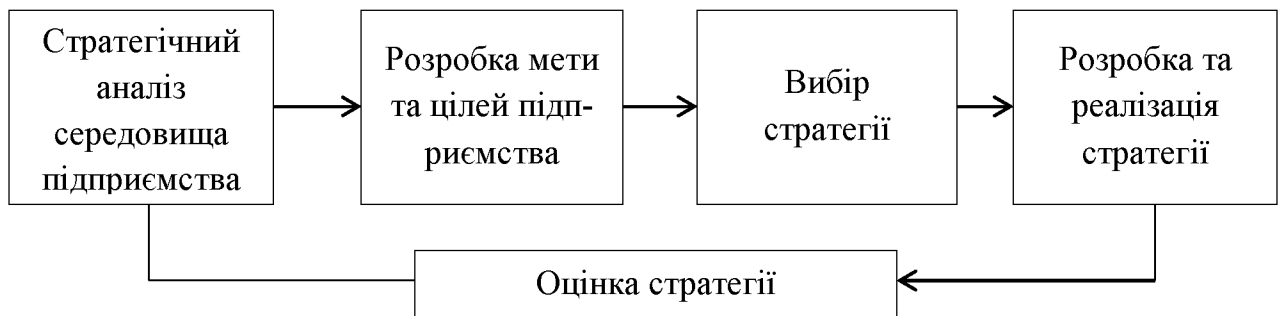 Стратегічний
аналіз
середовища
підприємства
Розробка мети
та цілей підп-
риємства
Вибір
стратегії
Розробка та
реалізація
стратегії
Оцінка стратегії